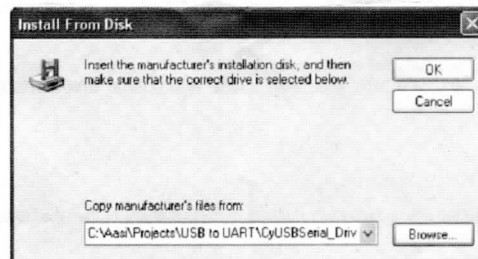 Install From Disk
Insert the manufacturer's installation disk, and then
make sure that the correct drive is selected below.
OK
Cancel
Copy manufacturer's files from:
C:\Aasi\Projects\USB to UART\CyUSBSerial_Driv
Browse...